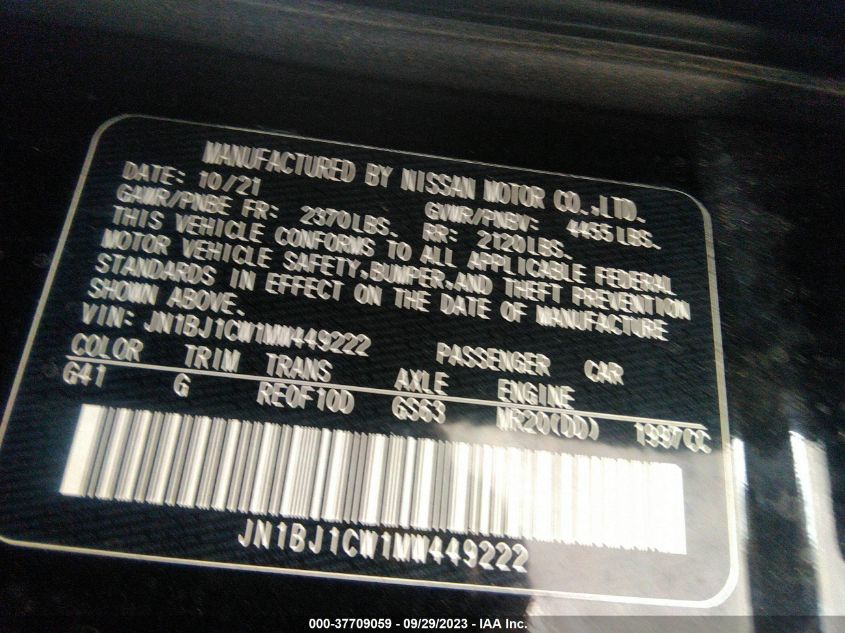 MANUFACTURED BY NISSAN MOTOR CO.,LTD.
DATE: 10/21 GVWR/PNBV: 4455LBS.
GAWR/PNBE FR: 2370LBS. RR: 2120LBS.
THIS VEHICLE CONFORMS TO ALL APPLICABLE FEDERAL
MOTOR VEHICLE SAFETY,BUMPER,AND THEFT PREVENTION
STANDARDS IN EFFECT ON THE DATE OF MANUFACTURE
SHOWN ABOVE.
VIN: JN1BJ1CW1MW449222 PASSENGER CAR
COLOR TRIM TRANS AXLE ENGINE
G41 G RE0F10D GS63 MR20(DD) 1997CC
JN1BJ1CW1MW449222
000-37709059 - 09/29/2023 - IAA Inc.